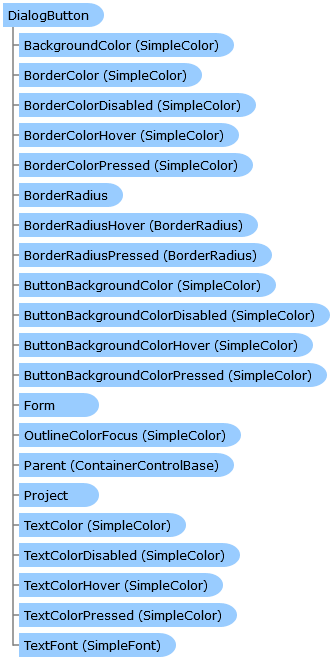 DialogButton
BackgroundColor (SimpleColor)
BorderColor (SimpleColor)
BorderColorDisabled (SimpleColor)
BorderColorHover (SimpleColor)
BorderColorPressed (SimpleColor)
BorderRadius
BorderRadiusHover (BorderRadius)
BorderRadiusPressed (BorderRadius)
ButtonBackgroundColor (SimpleColor)
ButtonBackgroundColorDisabled (SimpleColor)
ButtonBackgroundColorHover (SimpleColor)
ButtonBackgroundColorPressed (SimpleColor)
Form
OutlineColorFocus (SimpleColor)
Parent (ContainerControlBase)
Project
TextColor (SimpleColor)
TextColorDisabled (SimpleColor)
TextColorHover (SimpleColor)
TextColorPressed (SimpleColor)
TextFont (SimpleFont)